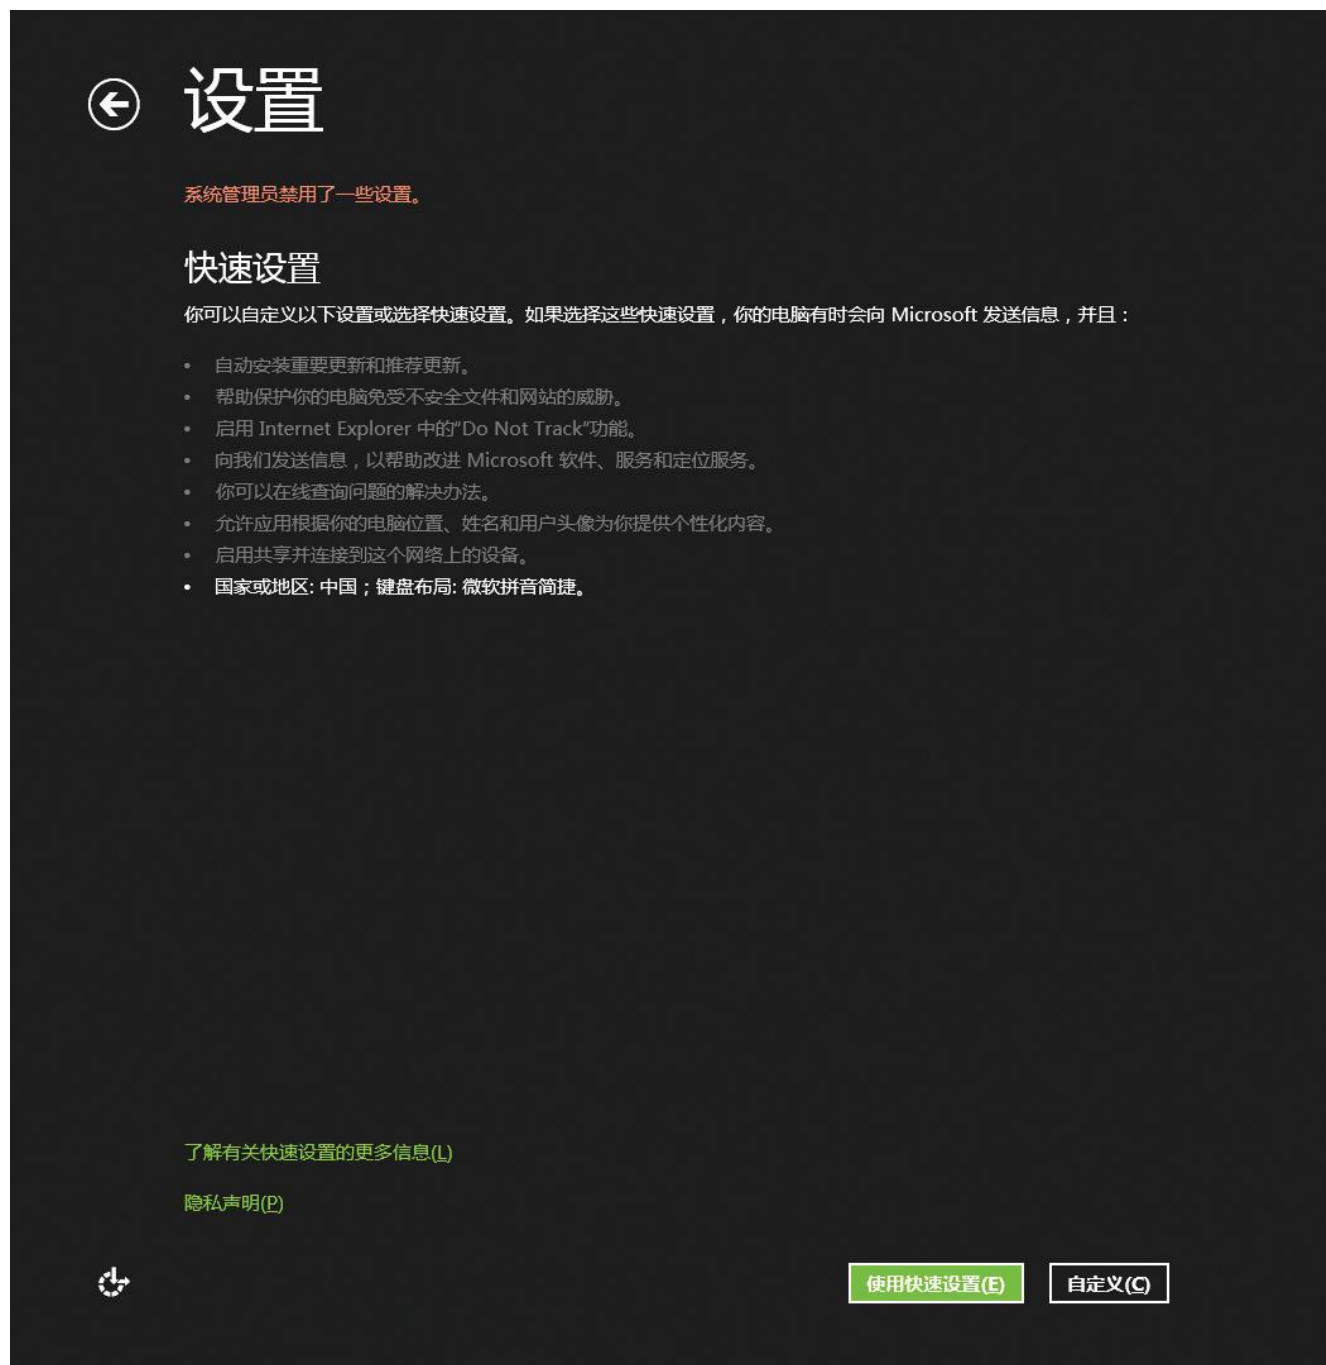 设置
系统管理员禁用了一些设置。
快速设置
你可以自定义以下设置或选择快速设置。如果选择这些快速设置，你的电脑有时会向 Microsoft 发送信息，并且：
• 自动安装重要更新和推荐更新。
• 帮助保护你的电脑免受不安全文件和网站的威胁。
• 启用 Internet Explorer 中的"Do Not Track"功能。
• 向我们发送信息，以帮助改进 Microsoft 软件、服务和定位服务。
• 你可以在线查询问题的解决办法。
• 允许应用根据你的电脑位置、姓名和用户头像为你提供个性化内容。
• 启用共享并连接到这个网络上的设备。
• 国家或地区: 中国；键盘布局: 微软拼音简捷。
了解有关快速设置的更多信息(L)
隐私声明(P)
使用快速设置(E) 自定义(C)